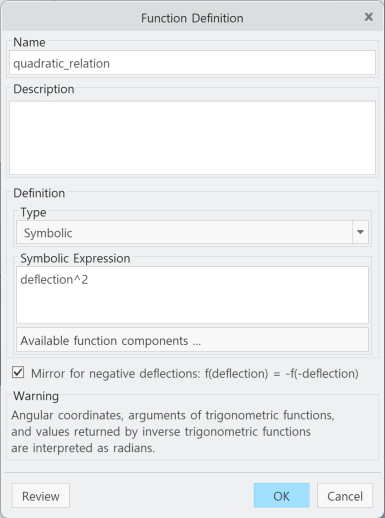 Function Definition
Name
quadratic_relation
Description
Definition
Type
Symbolic
Symbolic Expression
deflection^2
Available function components ...
Mirror for negative deflections: f(deflection) = -f(-deflection)
Warning
Angular coordinates, arguments of trigonometric functions,
and values returned by inverse trigonometric functions
are interpreted as radians.
Review
OK
Cancel